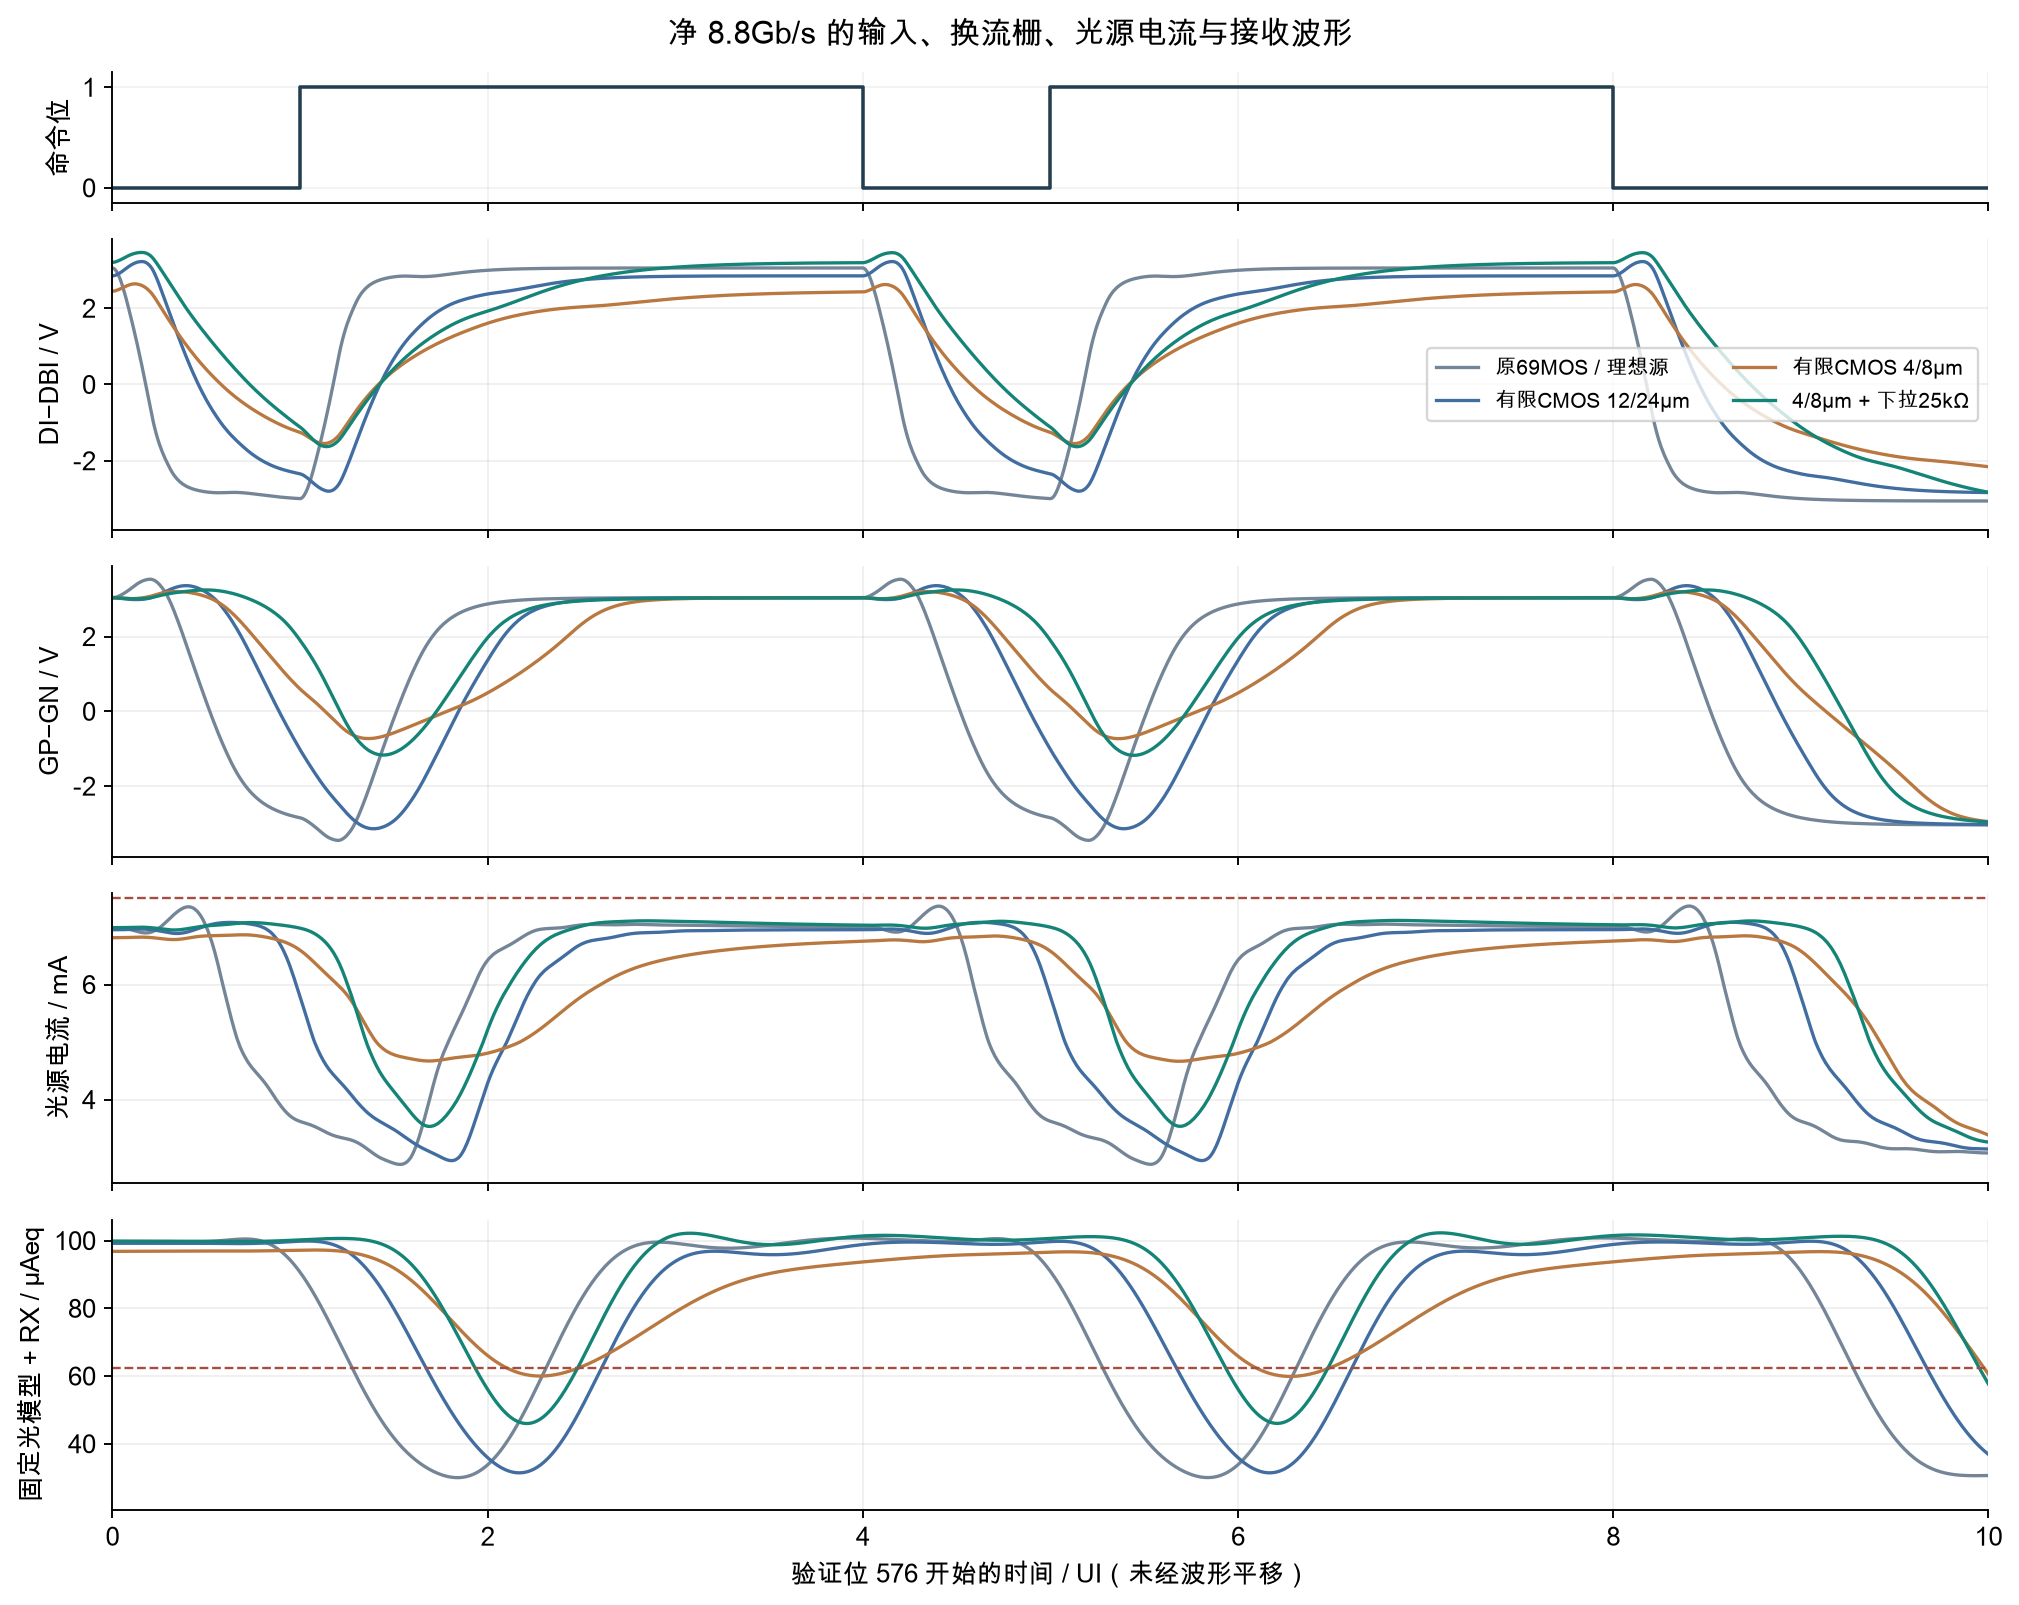 净 8.8Gb/s 的输入、换流栅、光源电流与接收波形
命令位
1
0
DI−DBI / V
2
0
-2
原69MOS / 理想源
有限CMOS 12/24μm
有限CMOS 4/8μm
4/8μm + 下拉25kΩ
GP−GN / V
2
0
-2
光源电流 / mA
6
4
固定光模型 + RX / μAeq
100
80
60
40
0
2
4
6
8
10
验证位 576 开始的时间 / UI（未经波形平移）